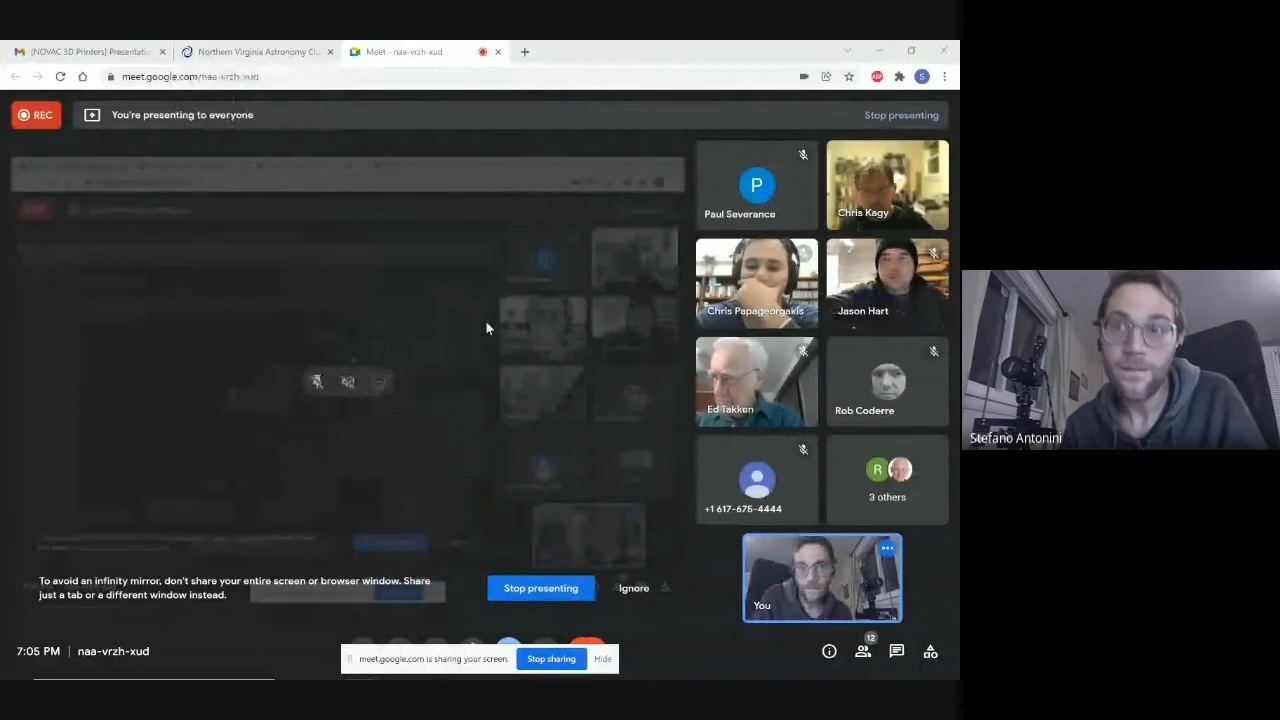 [NOVAC 3D Printers] Presentatio
Northern Virginia Astronomy Clu
Meet - naa-vrzh-xud
meet.google.com/naa-vrzh-xud
ABP
S
REC
You're presenting to everyone
Stop presenting
P
Paul Severance
Chris Kagy
Chris Papageorgakis
Jason Hart
Ed Takken
Rob Coderre
+1 617-675-4444
R
3 others
You
Stefano Antonini
To avoid an infinity mirror, don't share your entire screen or browser window. Share
just a tab or a different window instead.
Stop presenting
Ignore
7:05 PM | naa-vrzh-xud
meet.google.com is sharing your screen.
Stop sharing
Hide
12